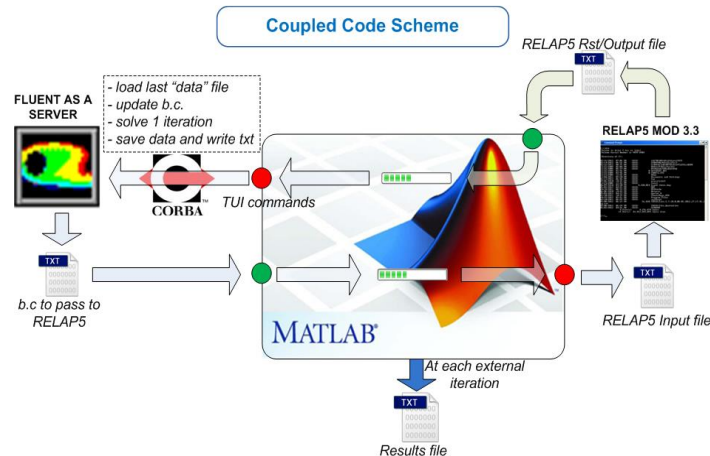 Coupled Code Scheme
RELAP5 Rst/Output file
TXT
- load last "data" file
- update b.c.
- solve 1 iteration
- save data and write txt
FLUENT AS A
SERVER
RELAP5 MOD 3.3
CORBA
TUI commands
TXT
b.c to pass to
RELAP5
TXT
RELAP5 Input file
MATLAB®
At each external
iteration
TXT
Results file